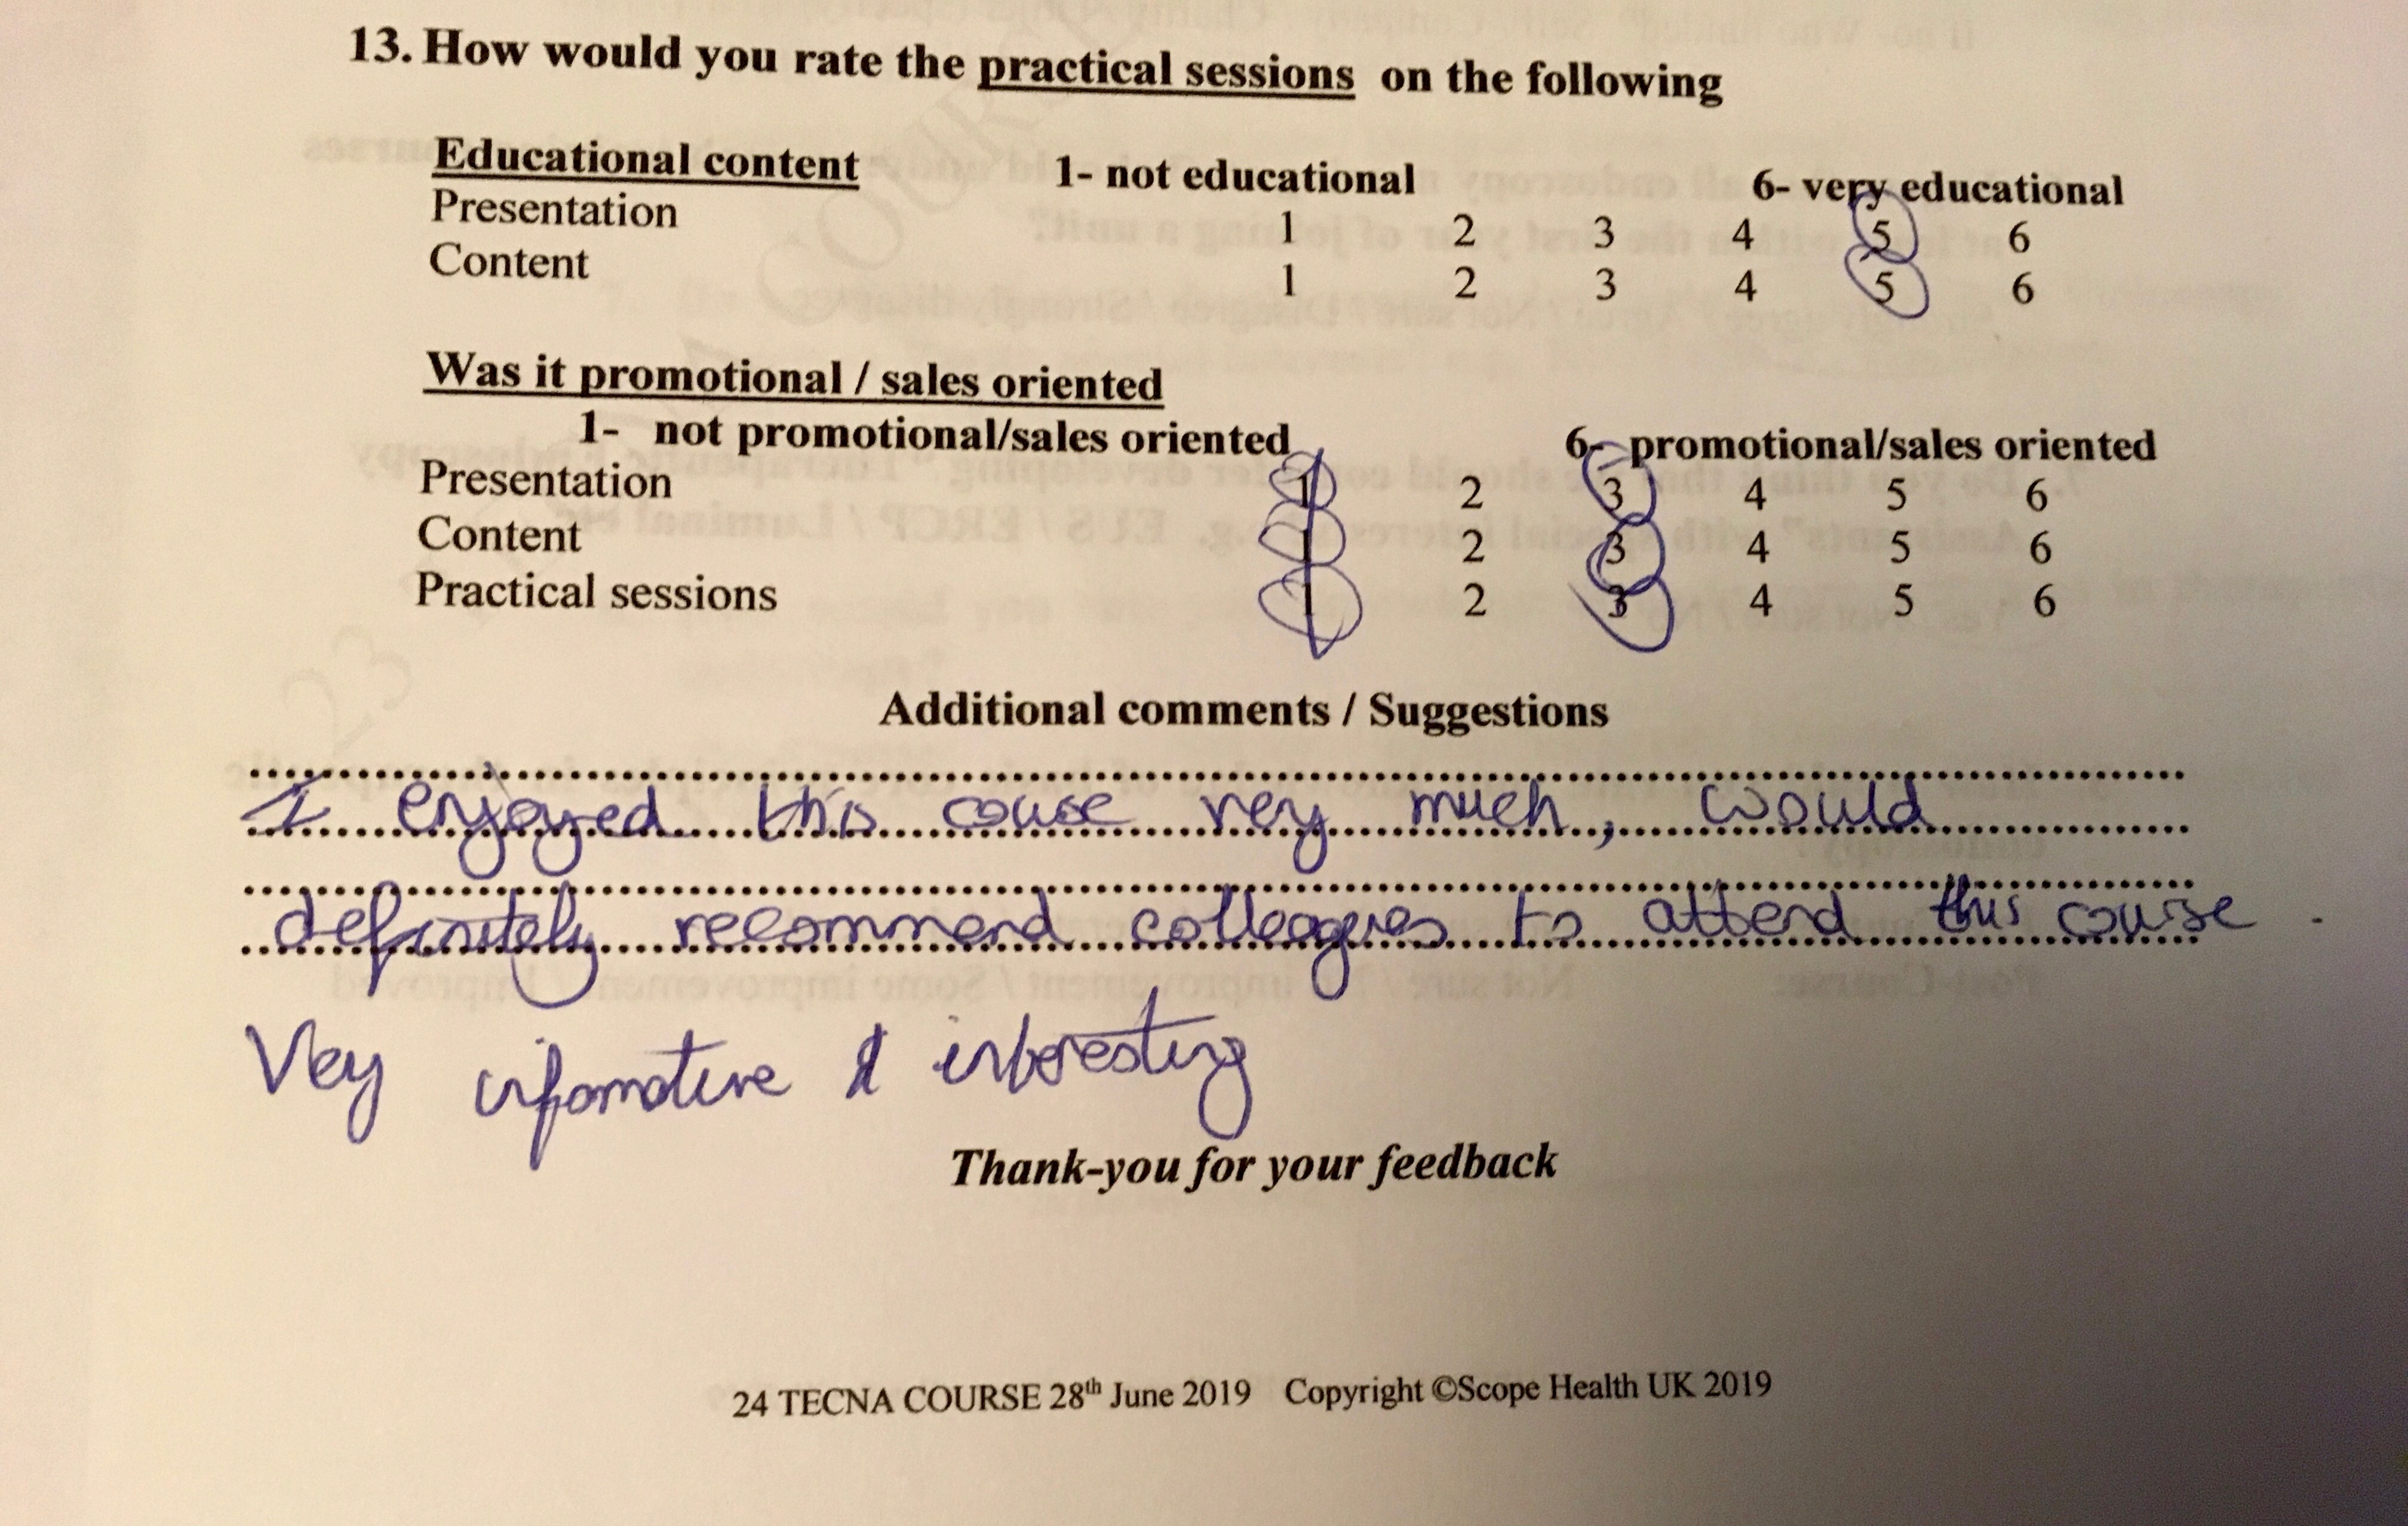 13. How would you rate the practical sessions on the following
Educational content 1- not educational 6- very educational
Presentation 1 2 3 4 5 6
Content 1 2 3 4 5 6
Was it promotional / sales oriented
1- not promotional/sales oriented 6- promotional/sales oriented
Presentation 1 2 3 4 5 6
Content 1 2 3 4 5 6
Practical sessions 1 2 3 4 5 6
Additional comments / Suggestions
I enjoyed this course very much, would
definitely recommend colleagues to attend this course.
Very informative & interesting
Thank-you for your feedback
24 TECNA COURSE 28th June 2019 Copyright ©Scope Health UK 2019